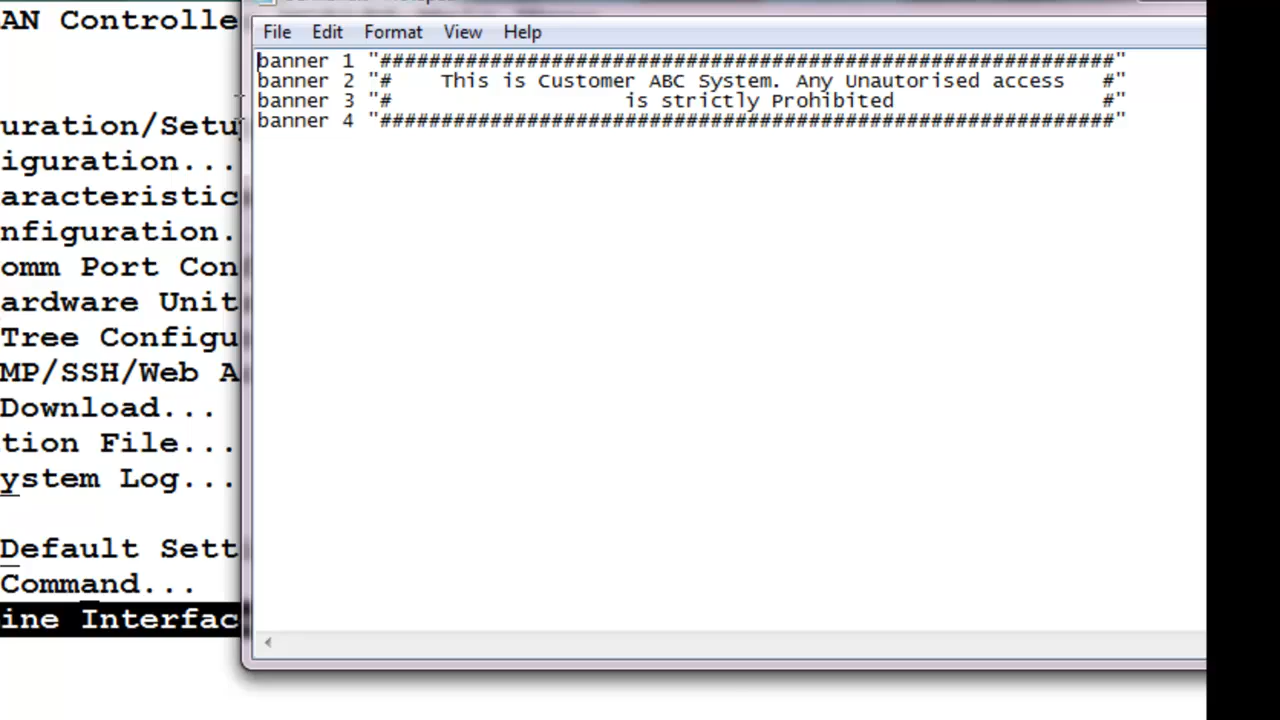 AN Controlle
uration/Setu
iguration...
aracteristic
nfiguration.
omm Port Con
ardware Unit
Tree Configu
MP/SSH/Web A
Download...
tion File...
ystem Log...
Default Sett
Command...
ine Interfac
File Edit Format View Help
banner 1 "############################################################"
banner 2 "#    This is Customer ABC System. Any Unautorised access   #"
banner 3 "#                   is strictly Prohibited                 #"
banner 4 "############################################################"